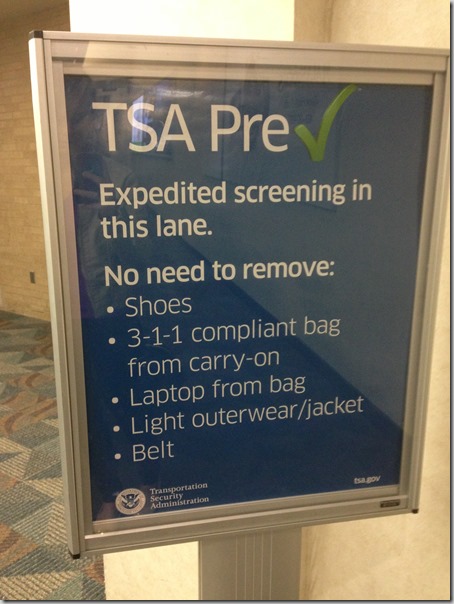 TSA Pre✓
Expedited screening in
this lane.
No need to remove:
• Shoes
• 3-1-1 compliant bag
from carry-on
• Laptop from bag
• Light outerwear/jacket
• Belt
Transportation
Security
Administration
tsa.gov